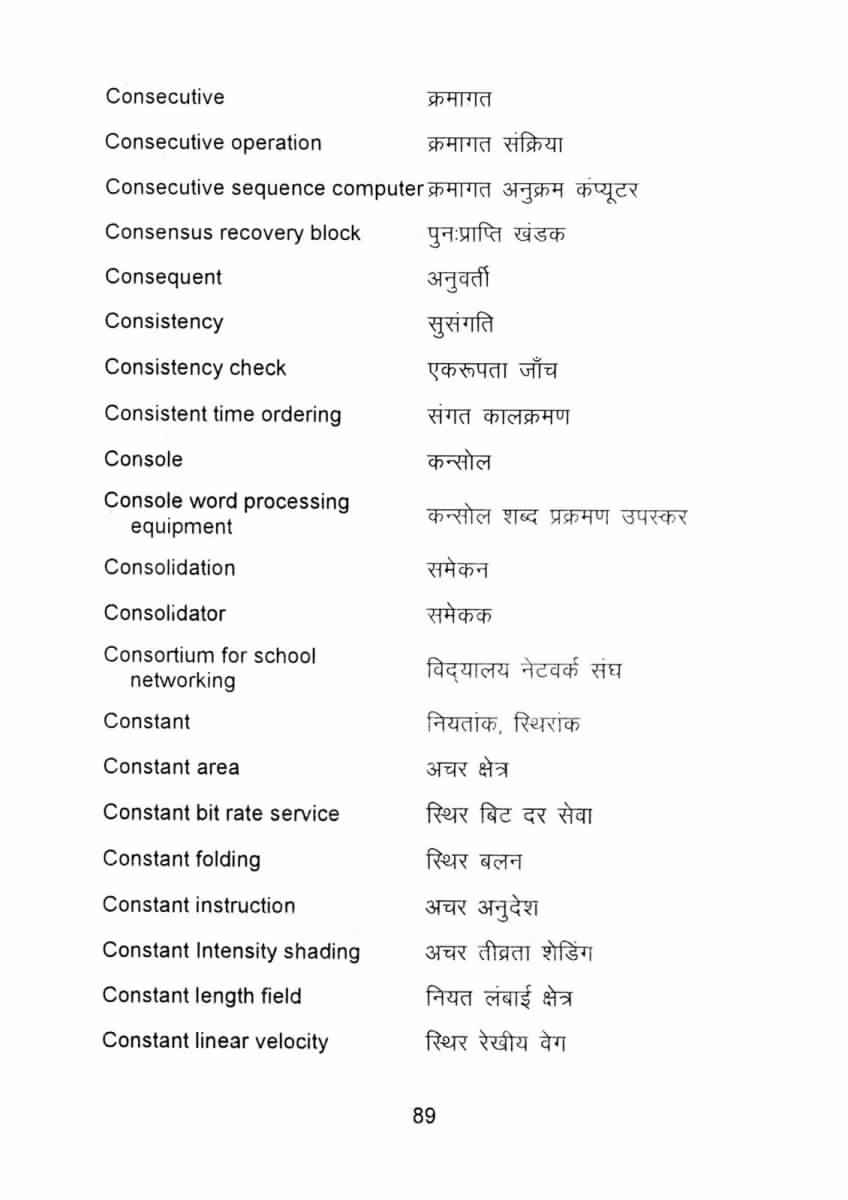 Consecutive क्रमागत
Consecutive operation क्रमागत संक्रिया
Consecutive sequence computer क्रमागत अनुक्रम कंप्यूटर
Consensus recovery block पुनःप्राप्ति खंडक
Consequent अनुवर्ती
Consistency सुसंगति
Consistency check एकरूपता जाँच
Consistent time ordering संगत कालक्रमण
Console कन्सोल
Console word processing
equipment कन्सोल शब्द प्रक्रमण उपस्कर
Consolidation समेकन
Consolidator समेकक
Consortium for school
networking विद्‌यालय नेटवर्क संघ
Constant नियतांक, स्थिरांक
Constant area अचर क्षेत्र
Constant bit rate service स्थिर बिट दर सेवा
Constant folding स्थिर बलन
Constant instruction अचर अनुदेश
Constant Intensity shading अचर तीव्रता शेडिंग
Constant length field नियत लंबाई क्षेत्र
Constant linear velocity स्थिर रेखीय वेग
89